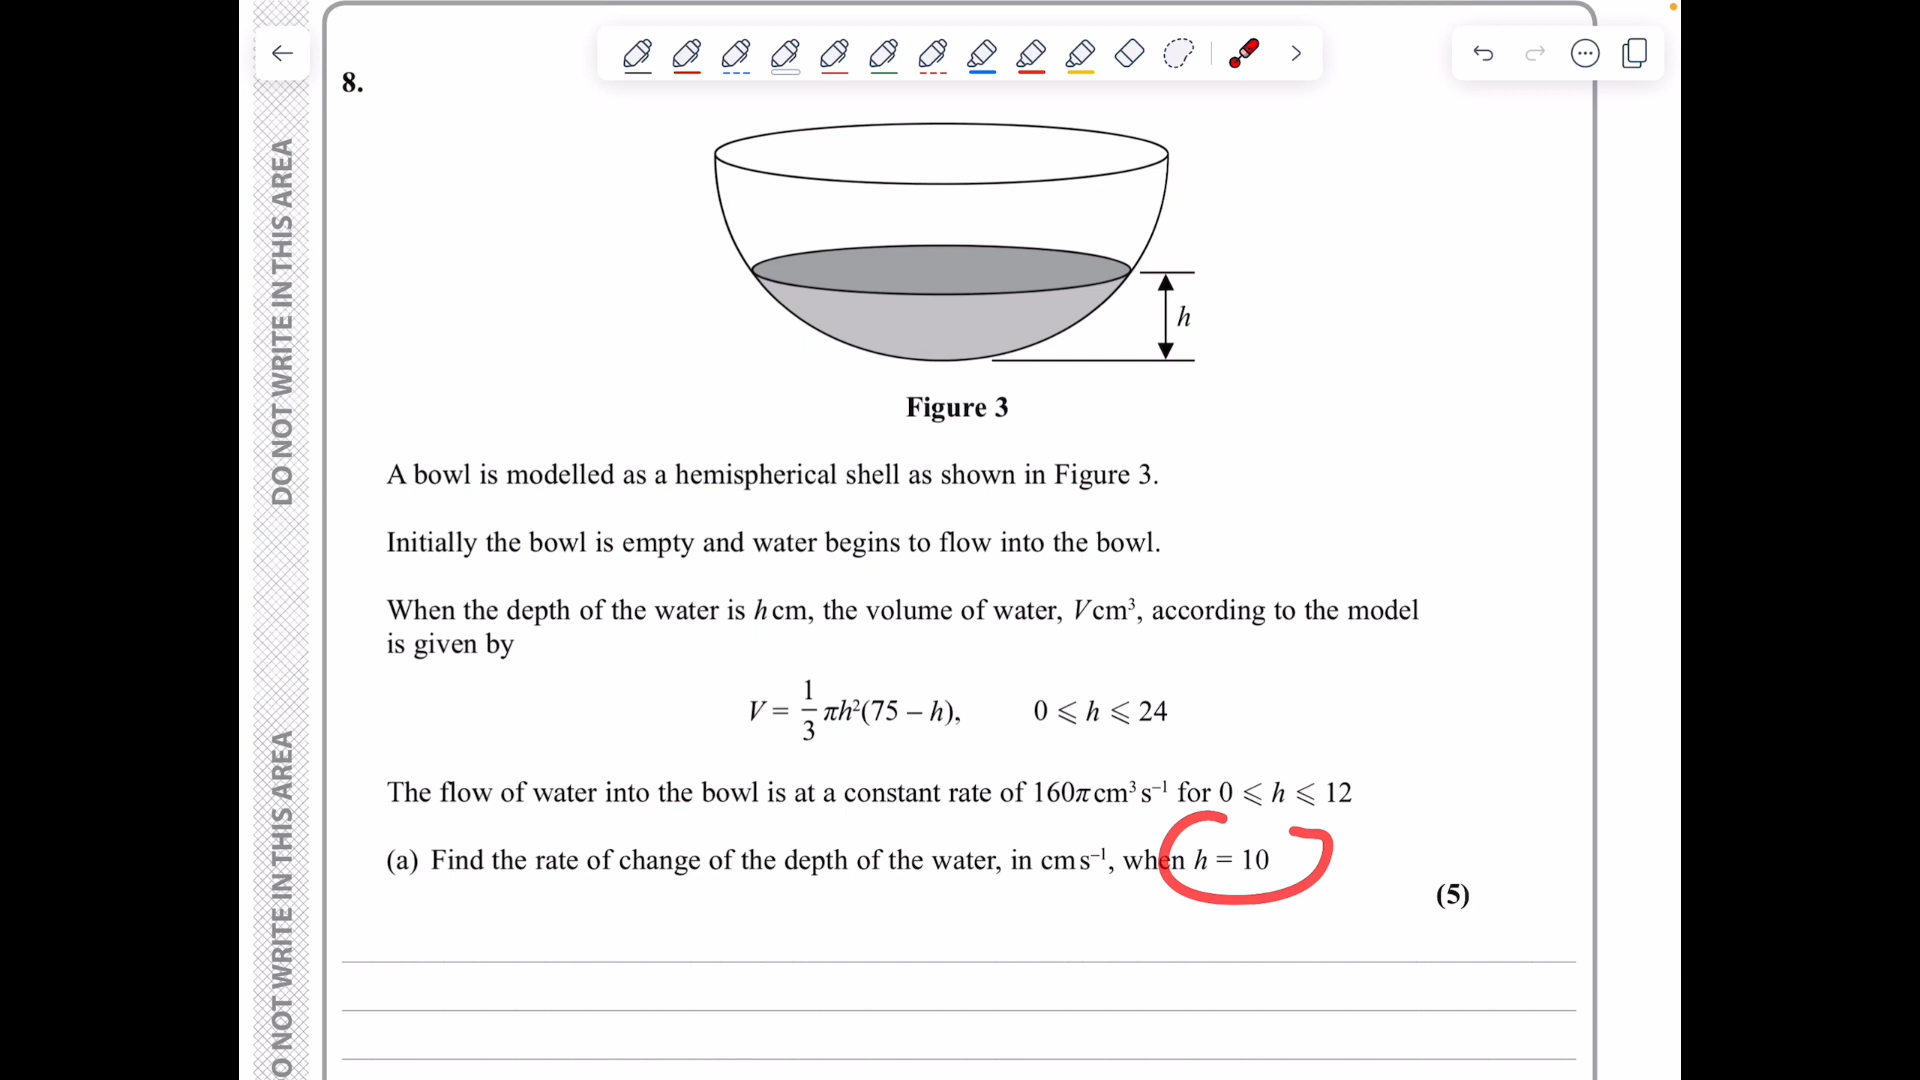 8.
h
Figure 3
A bowl is modelled as a hemispherical shell as shown in Figure 3.
Initially the bowl is empty and water begins to flow into the bowl.
When the depth of the water is h cm, the volume of water, V cm³, according to the model
is given by
V = 1/3 πh²(75 – h),    0 ⩽ h ⩽ 24
The flow of water into the bowl is at a constant rate of 160π cm³ s⁻¹ for 0 ⩽ h ⩽ 12
(a) Find the rate of change of the depth of the water, in cm s⁻¹, when h = 10
(5)
DO NOT WRITE IN THIS AREA
O NOT WRITE IN THIS AREA